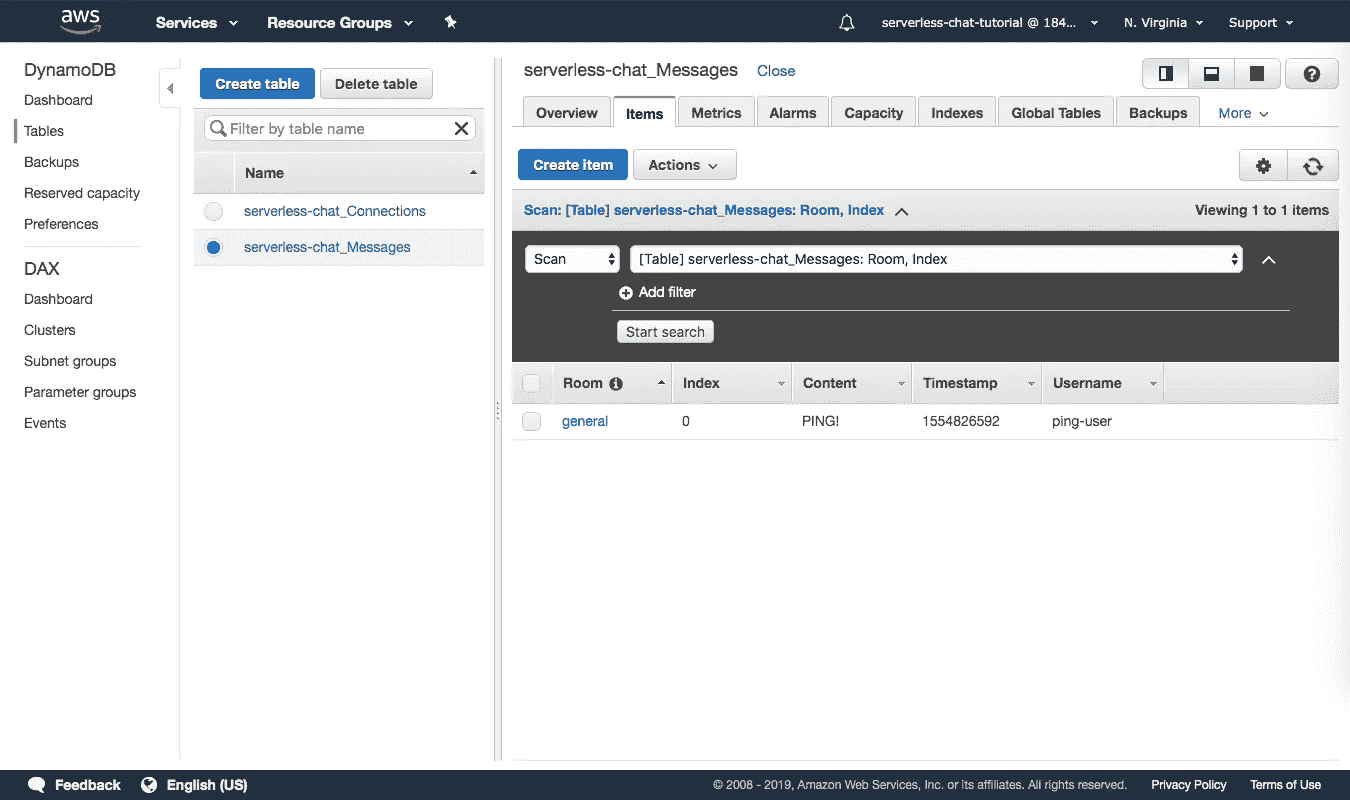 aws Services Resource Groups serverless-chat-tutorial @ 184... N. Virginia Support
DynamoDB
Dashboard
Tables
Backups
Reserved capacity
Preferences
DAX
Dashboard
Clusters
Subnet groups
Parameter groups
Events
Create table Delete table
Filter by table name
Name
serverless-chat_Connections
serverless-chat_Messages
serverless-chat_Messages Close
Overview Items Metrics Alarms Capacity Indexes Global Tables Backups More
Create item Actions
Scan: [Table] serverless-chat_Messages: Room, Index Viewing 1 to 1 items
Scan [Table] serverless-chat_Messages: Room, Index
Add filter
Start search
Room Index Content Timestamp Username
general 0 PING! 1554826592 ping-user
Feedback English (US) © 2008 - 2019, Amazon Web Services, Inc. or its affiliates. All rights reserved. Privacy Policy Terms of Use